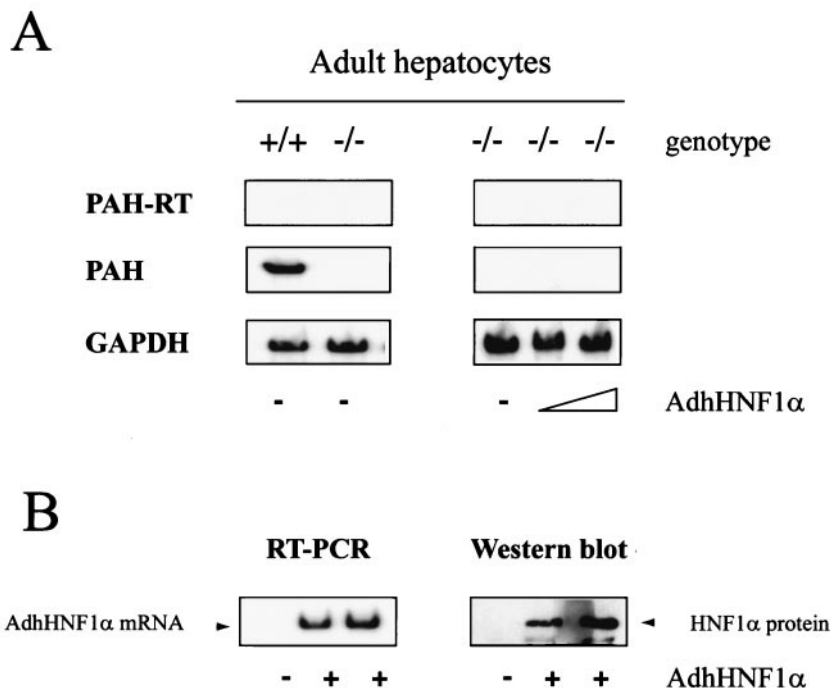 A
Adult hepatocytes
+/+ -/- -/- -/- -/- genotype
PAH-RT
PAH
GAPDH
- - - AdhHNF1α
B
RT-PCR Western blot
AdhHNF1α mRNA HNF1α protein
- + + - + + AdhHNF1α